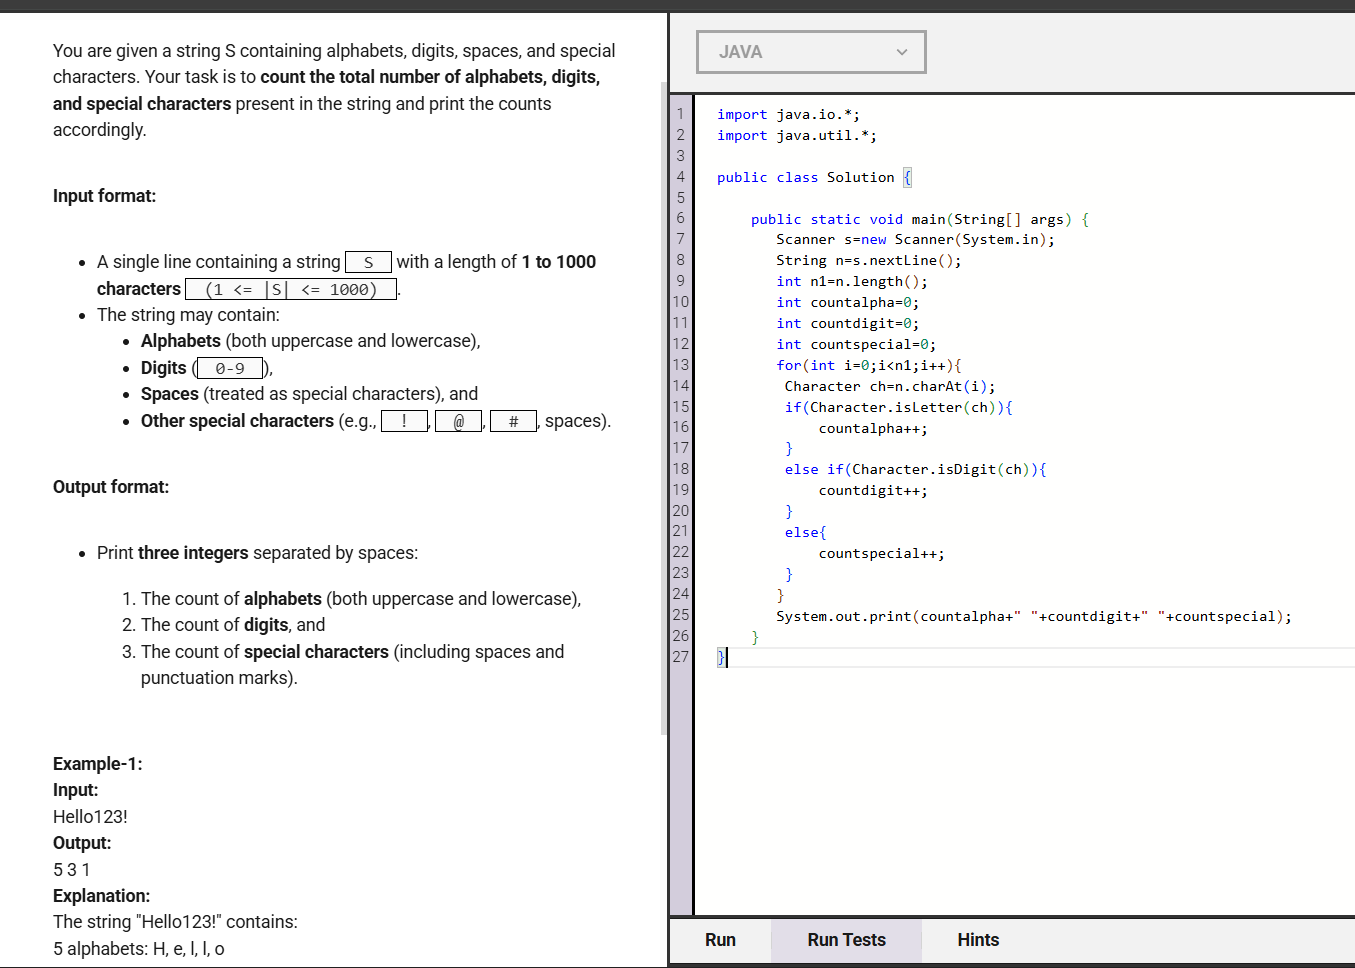 You are given a string S containing alphabets, digits, spaces, and special
characters. Your task is to count the total number of alphabets, digits,
and special characters present in the string and print the counts
accordingly.
Input format:
• A single line containing a string S with a length of 1 to 1000
characters (1 <= |S| <= 1000).
• The string may contain:
• Alphabets (both uppercase and lowercase),
• Digits (0-9),
• Spaces (treated as special characters), and
• Other special characters (e.g., !, @, #, spaces).
Output format:
• Print three integers separated by spaces:
1. The count of alphabets (both uppercase and lowercase),
2. The count of digits, and
3. The count of special characters (including spaces and
punctuation marks).
Example-1:
Input:
Hello123!
Output:
5 3 1
Explanation:
The string "Hello123!" contains:
5 alphabets: H, e, l, l, o
JAVA
1 import java.io.*;
2 import java.util.*;
3
4 public class Solution {
5
6 public static void main(String[] args) {
7 Scanner s=new Scanner(System.in);
8 String n=s.nextLine();
9 int n1=n.length();
10 int countalpha=0;
11 int countdigit=0;
12 int countspecial=0;
13 for(int i=0;i<n1;i++){
14 Character ch=n.charAt(i);
15 if(Character.isLetter(ch)){
16 countalpha++;
17 }
18 else if(Character.isDigit(ch)){
19 countdigit++;
20 }
21 else{
22 countspecial++;
23 }
24 }
25 System.out.print(countalpha+" "+countdigit+" "+countspecial);
26 }
27 }
Run Run Tests Hints